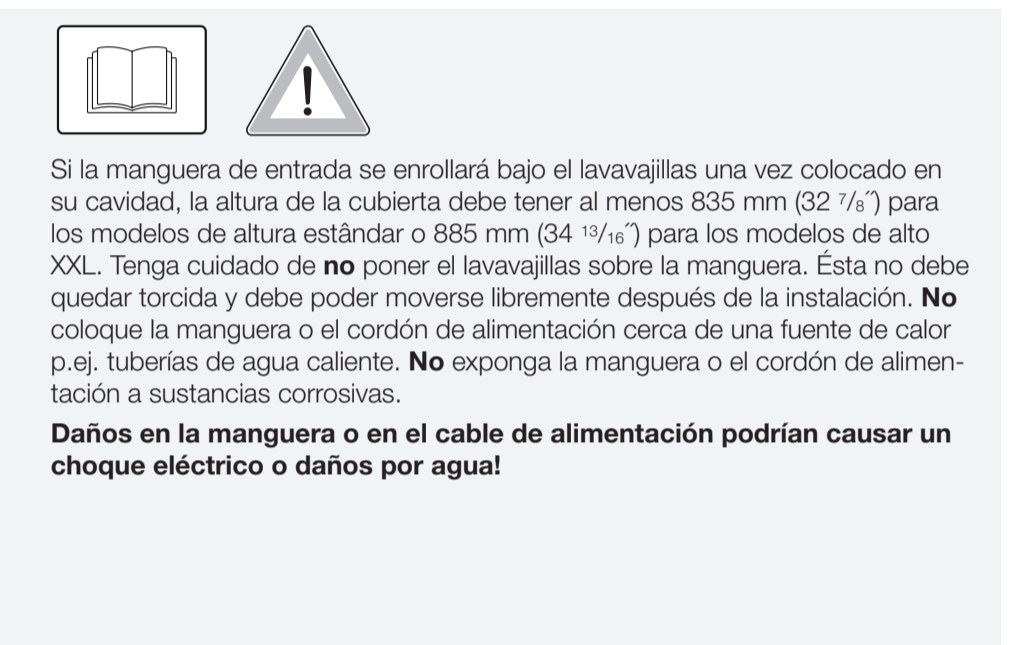 Si la manguera de entrada se enrollará bajo el lavavajillas una vez colocado en
su cavidad, la altura de la cubierta debe tener al menos 835 mm (32 7/8˝) para
los modelos de altura estândar o 885 mm (34 13/16˝) para los modelos de alto
XXL. Tenga cuidado de no poner el lavavajillas sobre la manguera. Ésta no debe
quedar torcida y debe poder moverse libremente después de la instalación. No
coloque la manguera o el cordón de alimentación cerca de una fuente de calor
p.ej. tuberías de agua caliente. No exponga la manguera o el cordón de alimen-
tación a sustancias corrosivas.
Daños en la manguera o en el cable de alimentación podrían causar un
choque eléctrico o daños por agua!